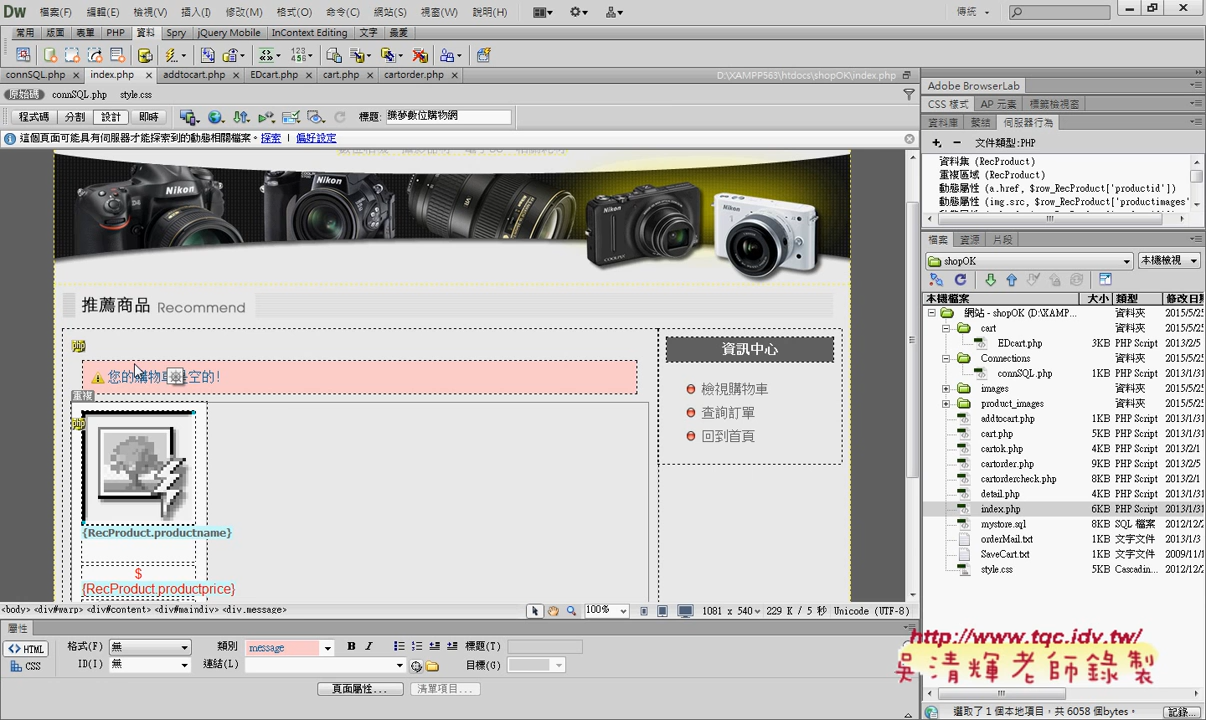 Dw 檔案(F) 編輯(E) 檢視(V) 插入(I) 修改(M) 格式(O) 命令(C) 網站(S) 視窗(W) 說明(H) 傳統
常用 版面 表單 PHP 資料 Spry jQuery Mobile InContext Editing 文字 最愛
connSQL.php index.php addtocart.php EDcart.php cart.php cartorder.php D:\XAMPP563\htdocs\shopOK\index.php
原始碼 connSQL.php style.css
程式碼 分割 設計 即時 標題:
這個頁面可能具有伺服器才能探索到的動態相關檔案。 探索 | 偏好設定
Nikon
Nikon
Nikon
Nikon
推薦商品 Recommend
您的購物車是空的!
重複
php
php
{RecProduct.productname}
$
{RecProduct.productprice}
資訊中心
檢視購物車
查詢訂單
回到首頁
<body> <div#warp> <div#content> <div#maindiv> <div.message> 100% 1081 x 540 229 K / 5 秒 Unicode (UTF-8)
屬性
<> HTML 格式(F) 無 類別 message B I 標題(T)
CSS ID(I) 無 連結(L) 目標(G)
頁面屬性... 清單項目...
Adobe BrowserLab
CSS 樣式 AP 元素 標籤檢視窗
資料庫 繫結 伺服器行為
文件類型:PHP
資料集 (RecProduct)
重複區域 (RecProduct)
動態屬性 (a.href, $row_RecProduct['productid'])
動態屬性 (img.src, $row_RecProduct['productimages'
檔案 資源 片段
shopOK 本機檢視
本機檔案 大小 類型 修改日期
網站 - shopOK (D:\XAMP... 資料夾 2015/5/25
cart 資料夾 2015/5/25
EDcart.php 3KB PHP Script 2013/2/5
Connections 資料夾 2015/5/25
connSQL.php 1KB PHP Script 2013/1/31
images 資料夾 2015/5/25
product_images 資料夾 2015/5/25
addtocart.php 1KB PHP Script 2013/1/31
cart.php 5KB PHP Script 2013/1/31
cartok.php 4KB PHP Script 2013/2/1
cartorder.php 9KB PHP Script 2013/2/5
cartordercheck.php 8KB PHP Script 2013/2/1
detail.php 4KB PHP Script 2013/1/31
index.php 6KB PHP Script 2013/1/31
mystore.sql 8KB SQL 檔案 2012/12/2
orderMail.txt 1KB 文字文件 2013/1/3
SaveCart.txt 1KB 文字文件 2009/11/1
style.css 5KB Cascadin... 2012/12/2
http://www.tqc.idv.tw/
吳清輝老師錄製
選取了 1 個本地項目，共 6058 個bytes。 記錄...